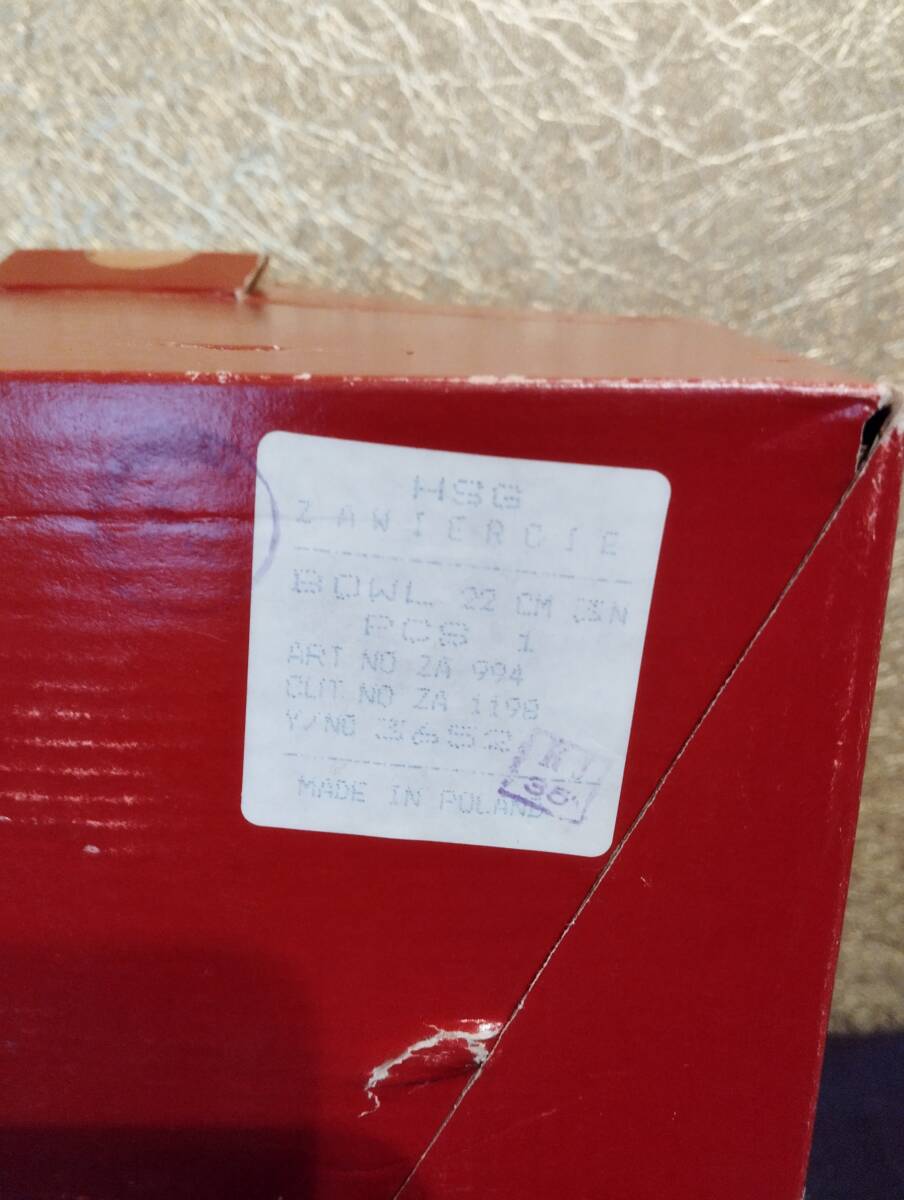 HSG
ZAWIERCIE
BOWL 22 CM
PCS 1
ART NO ZA 994
CUT NO ZA 1198
Y/NO 3652
MADE IN POLAND